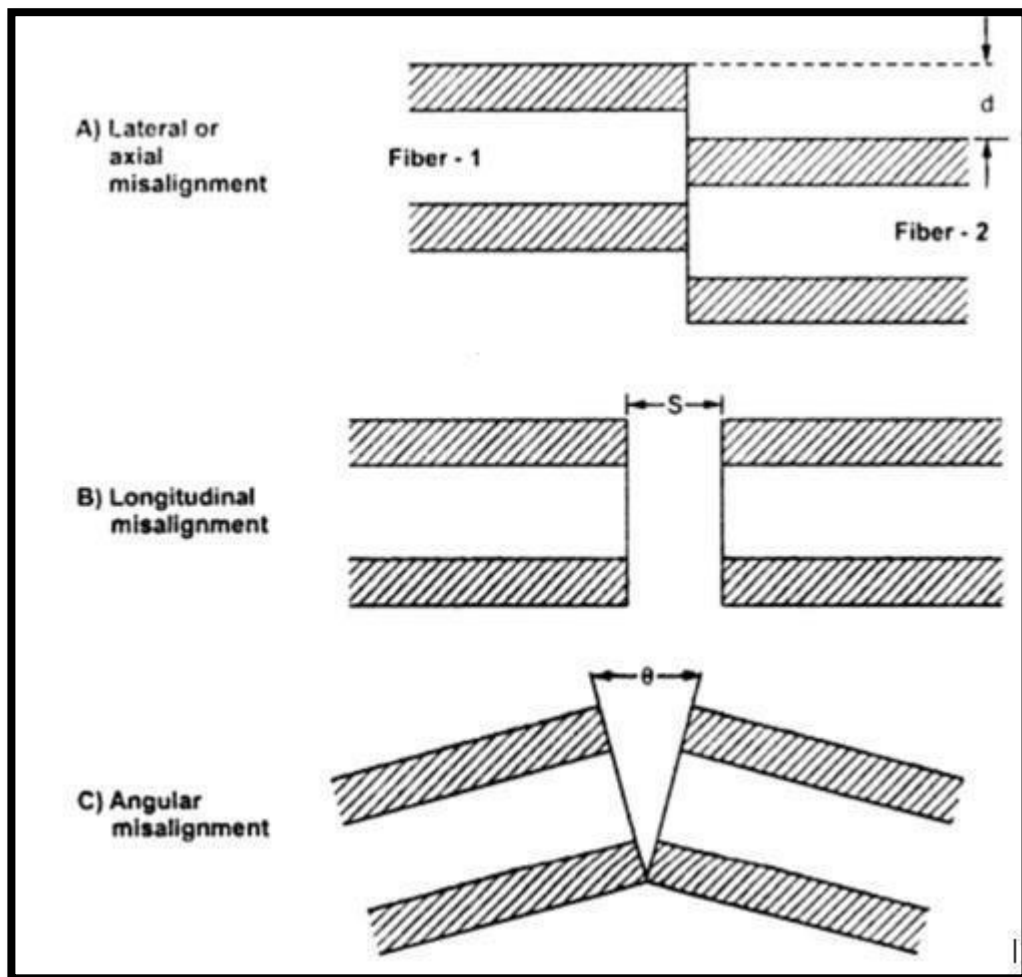 A) Lateral or
axial
misalignment
Fiber - 1
d
Fiber - 2
S
B) Longitudinal
misalignment
θ
C) Angular
misalignment